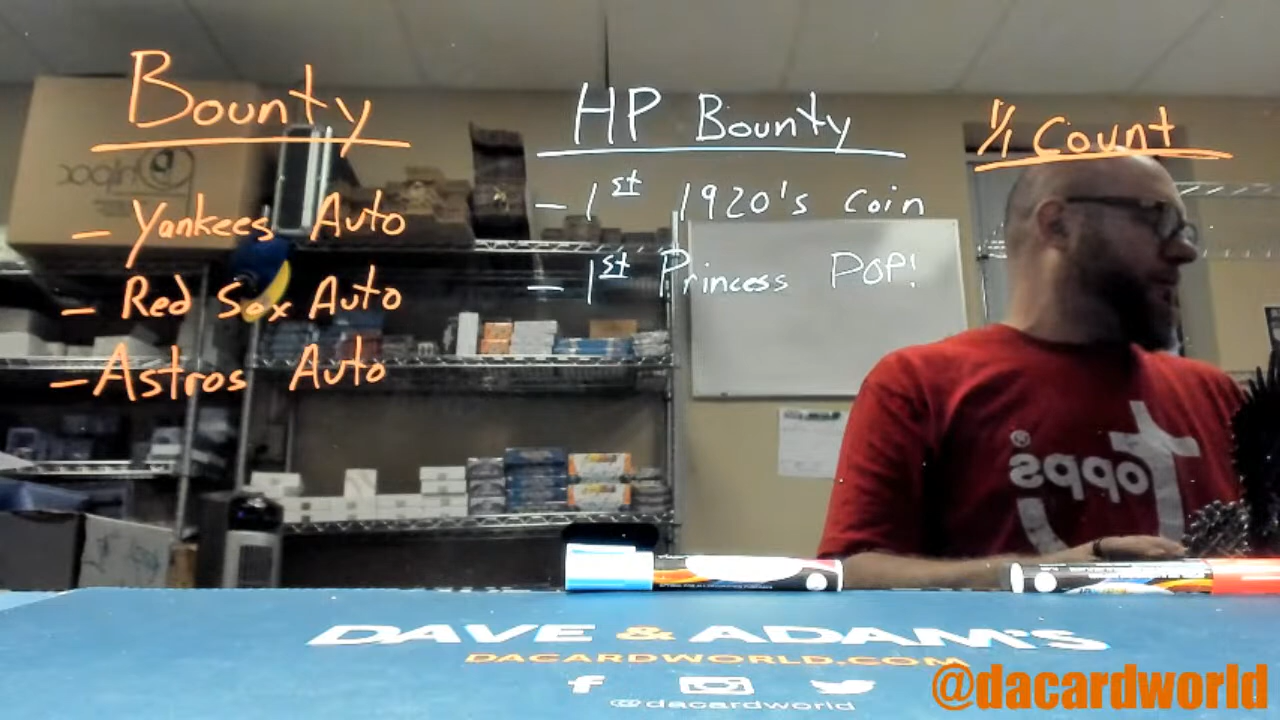 Bounty
- Yankees Auto
- Red Sox Auto
- Astros Auto
HP Bounty
- 1st 1920's coin
- 1st Princess POP!
1/1 Count
Topps®
DAVE & ADAM'S
DACARDWORLD.COM
@dacardworld
@dacardworld